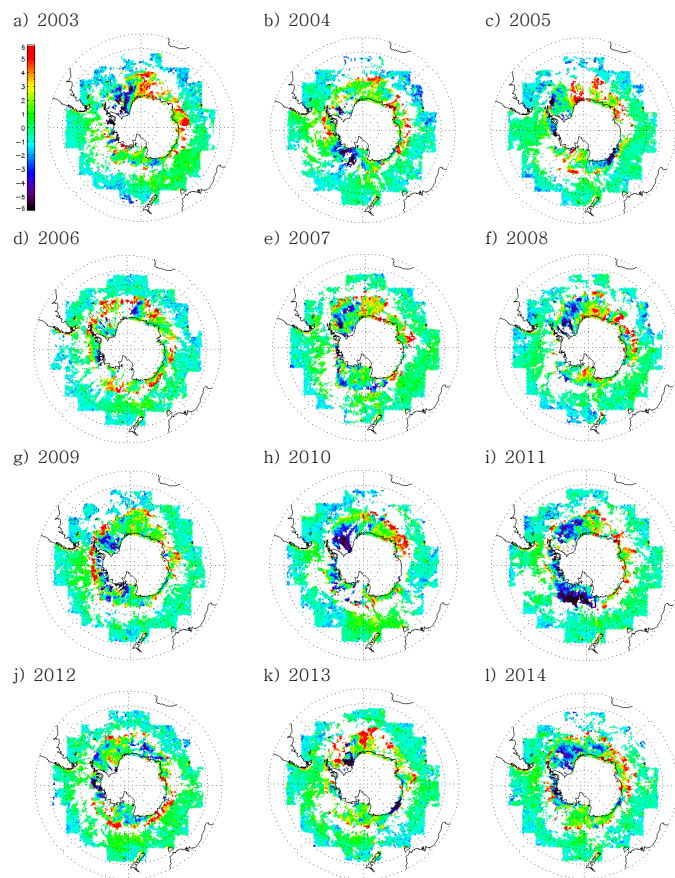 a) 2003
b) 2004
c) 2005
6
5
4
3
2
1
0
−1
−2
−3
−4
−5
−6
d) 2006
e) 2007
f) 2008
g) 2009
h) 2010
i) 2011
j) 2012
k) 2013
l) 2014